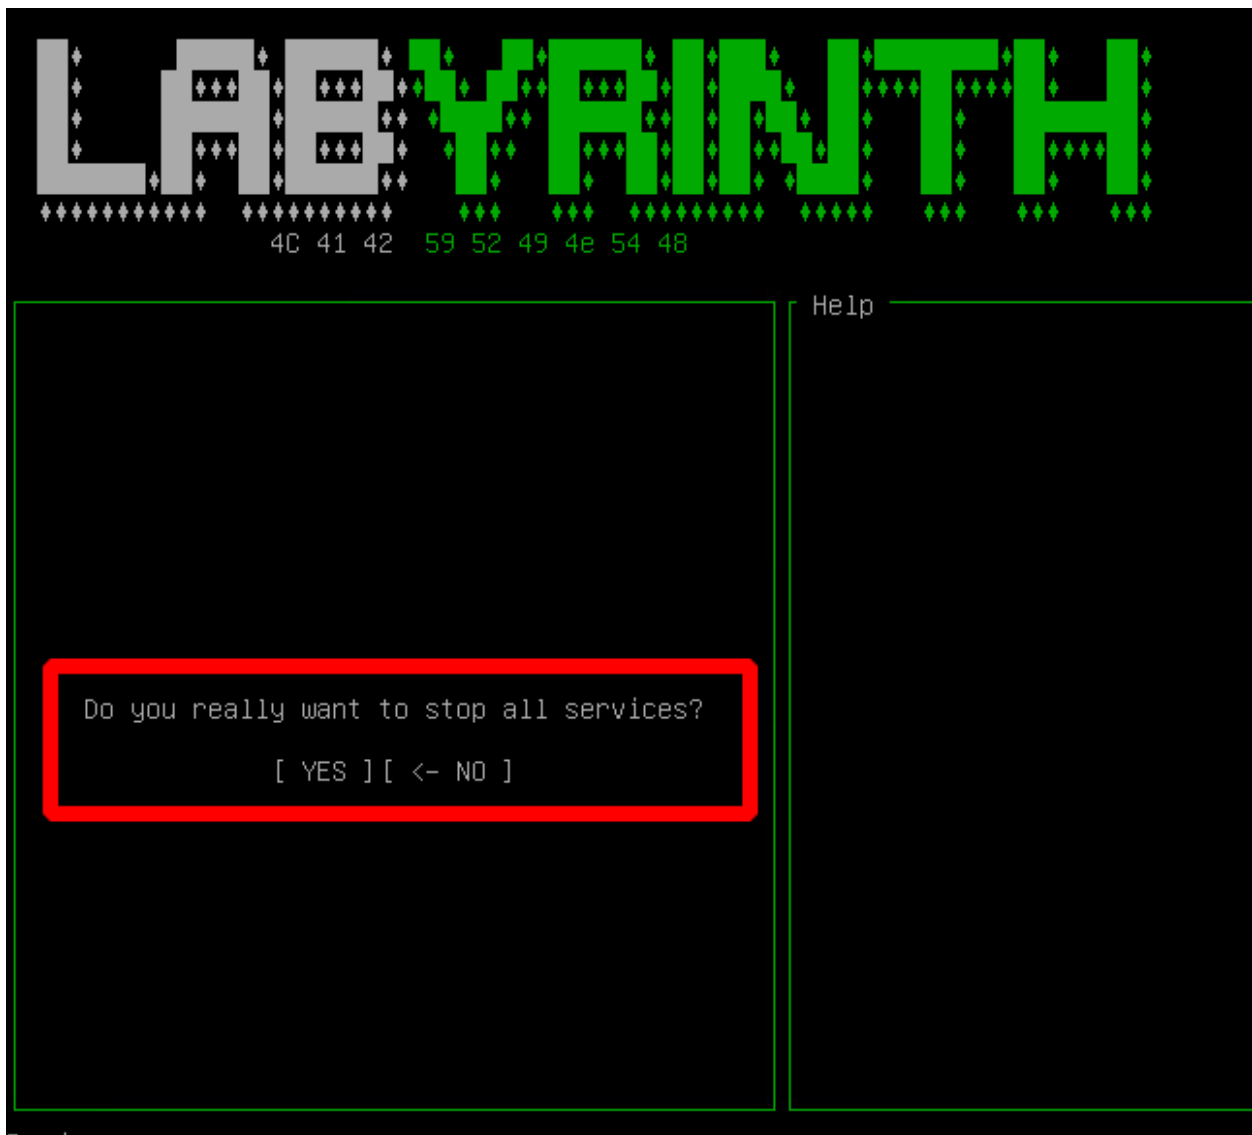 LABYRINTH
4C 41 42 59 52 49 4e 54 48
Help
Do you really want to stop all services?
[ YES ][ <- NO ]